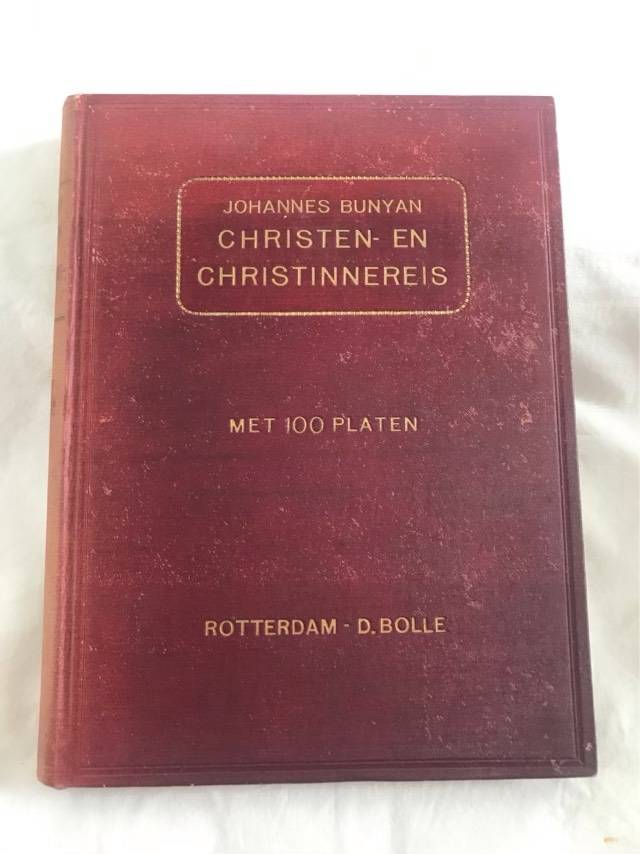 JOHANNES BUNYAN
CHRISTEN- EN
CHRISTINNEREIS
MET 100 PLATEN
ROTTERDAM - D. BOLLE